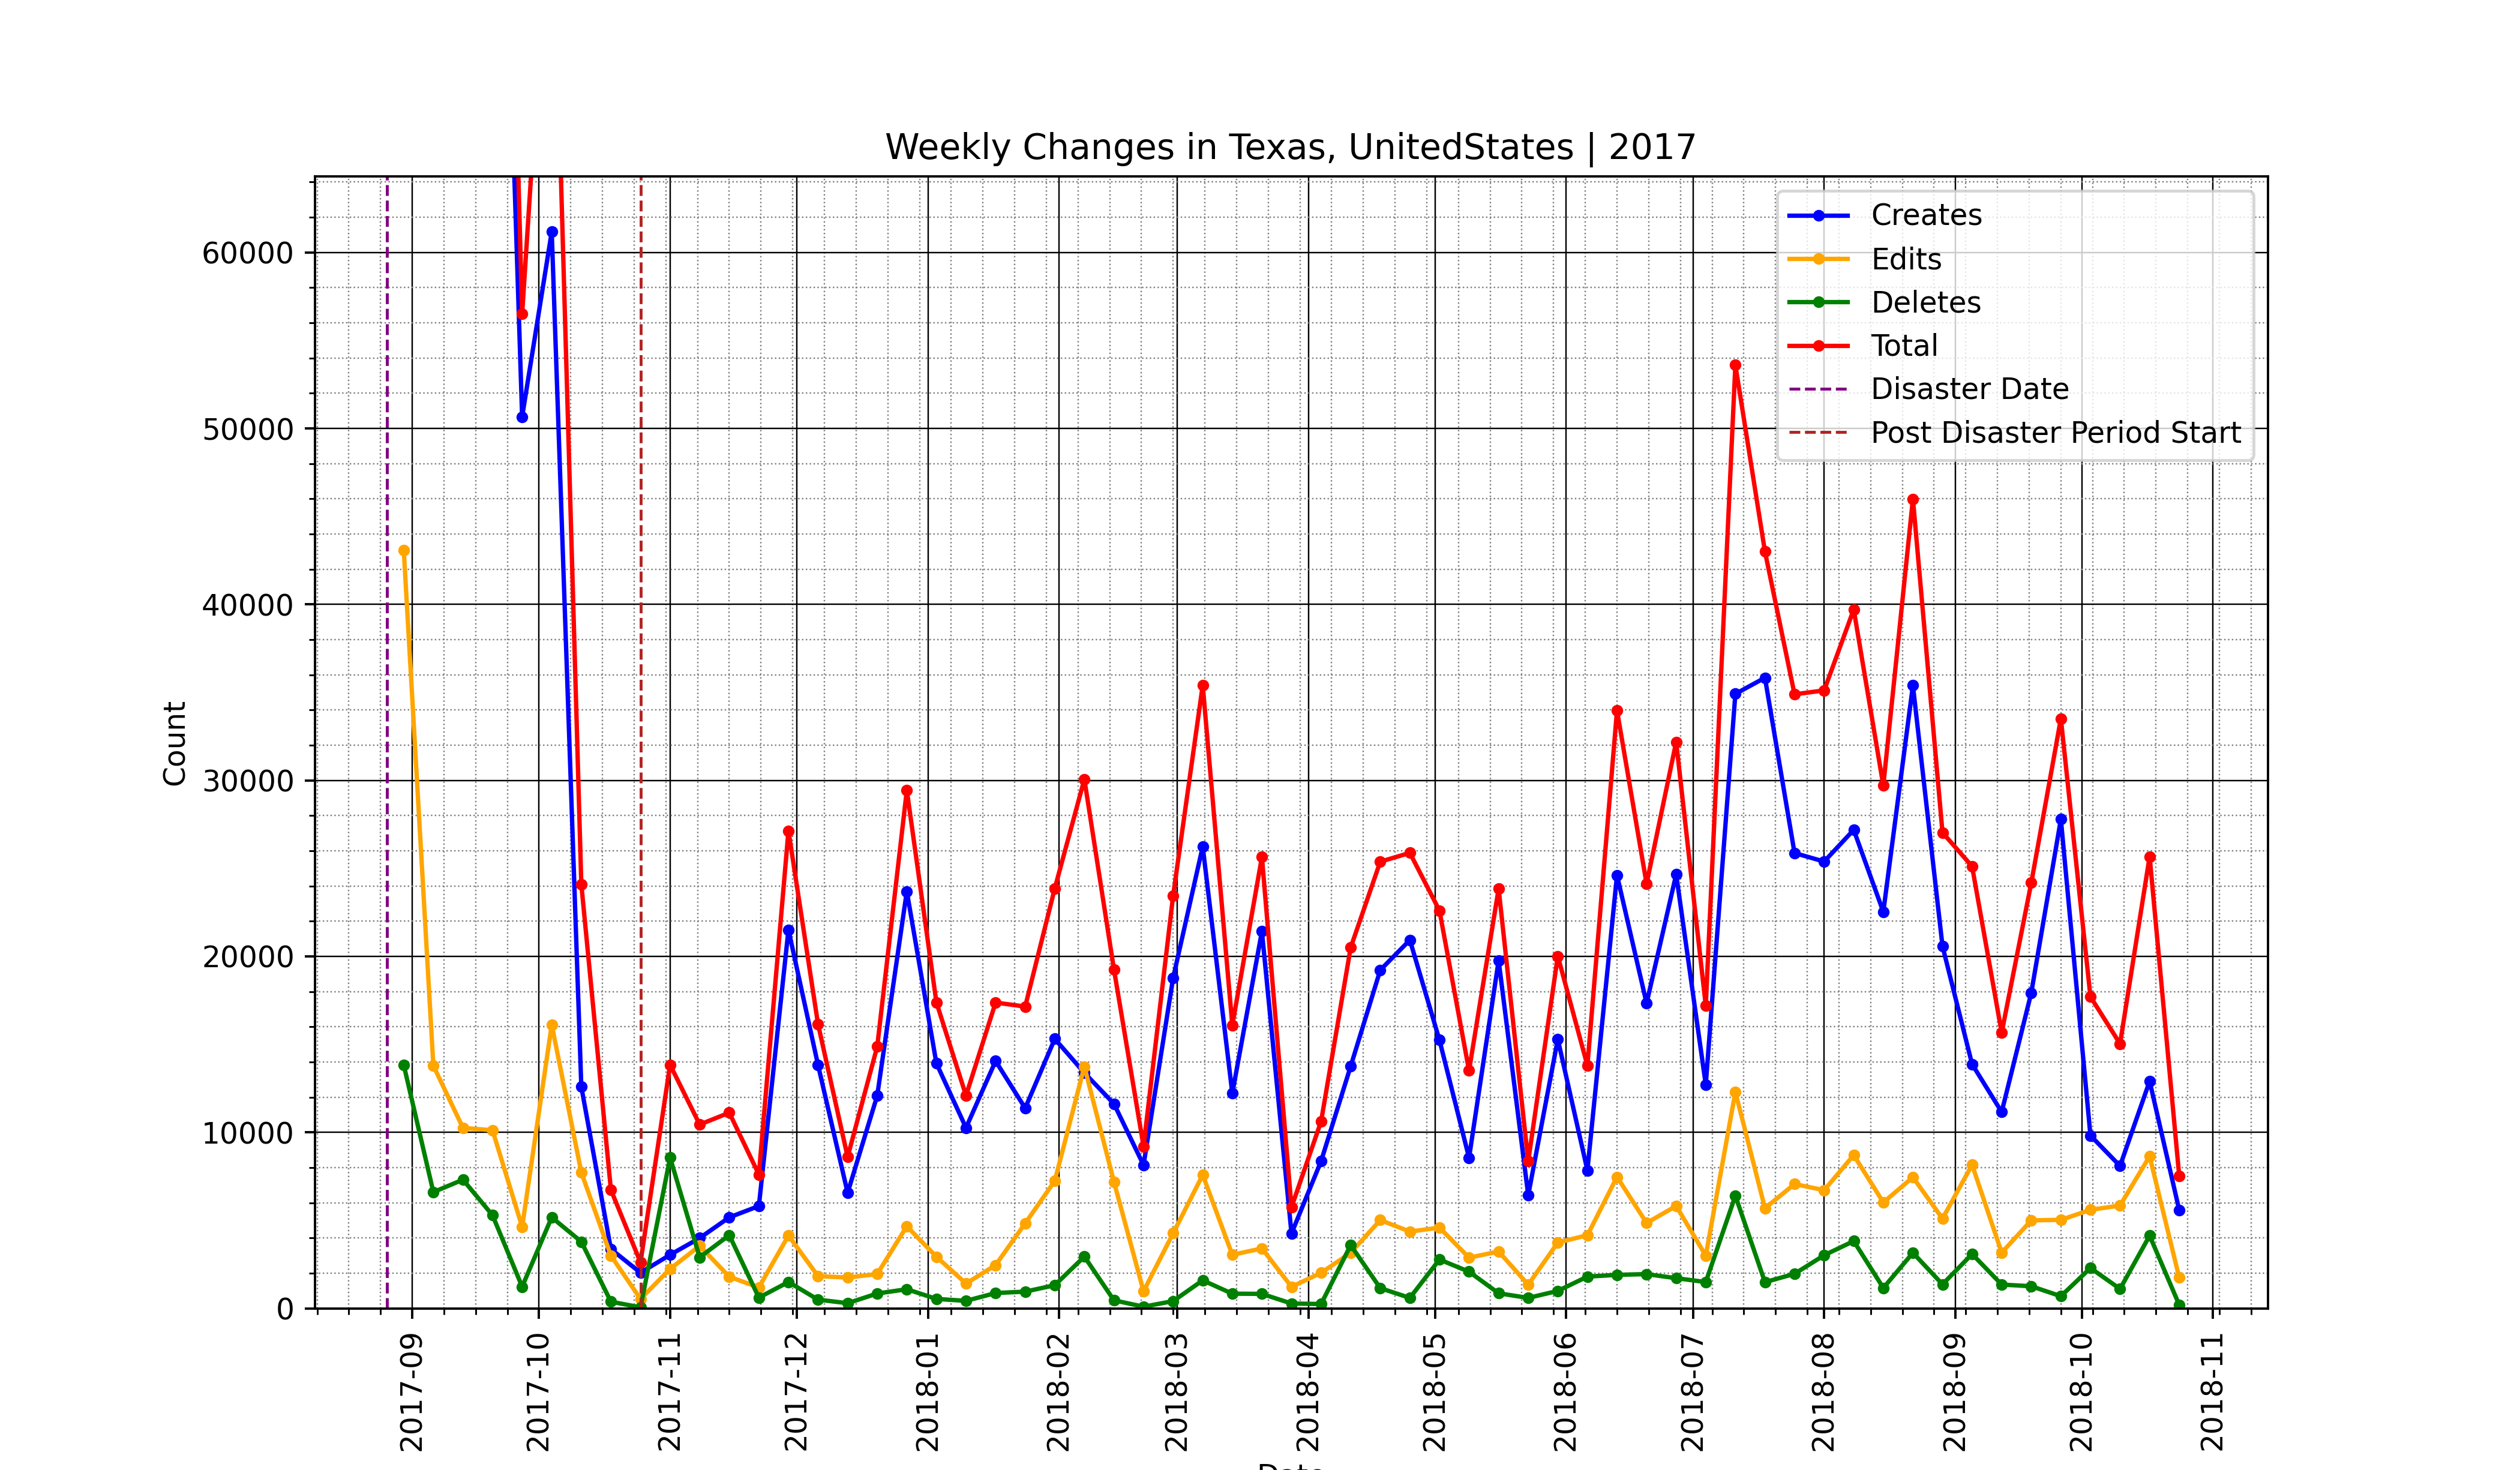 Weekly Changes in Texas, UnitedStates | 2017
Creates
Edits
Deletes
Total
Disaster Date
Post Disaster Period Start
Count
60000
50000
40000
30000
20000
10000
0
2017-09
2017-10
2017-11
2017-12
2018-01
2018-02
2018-03
2018-04
2018-05
2018-06
2018-07
2018-08
2018-09
2018-10
2018-11
Date